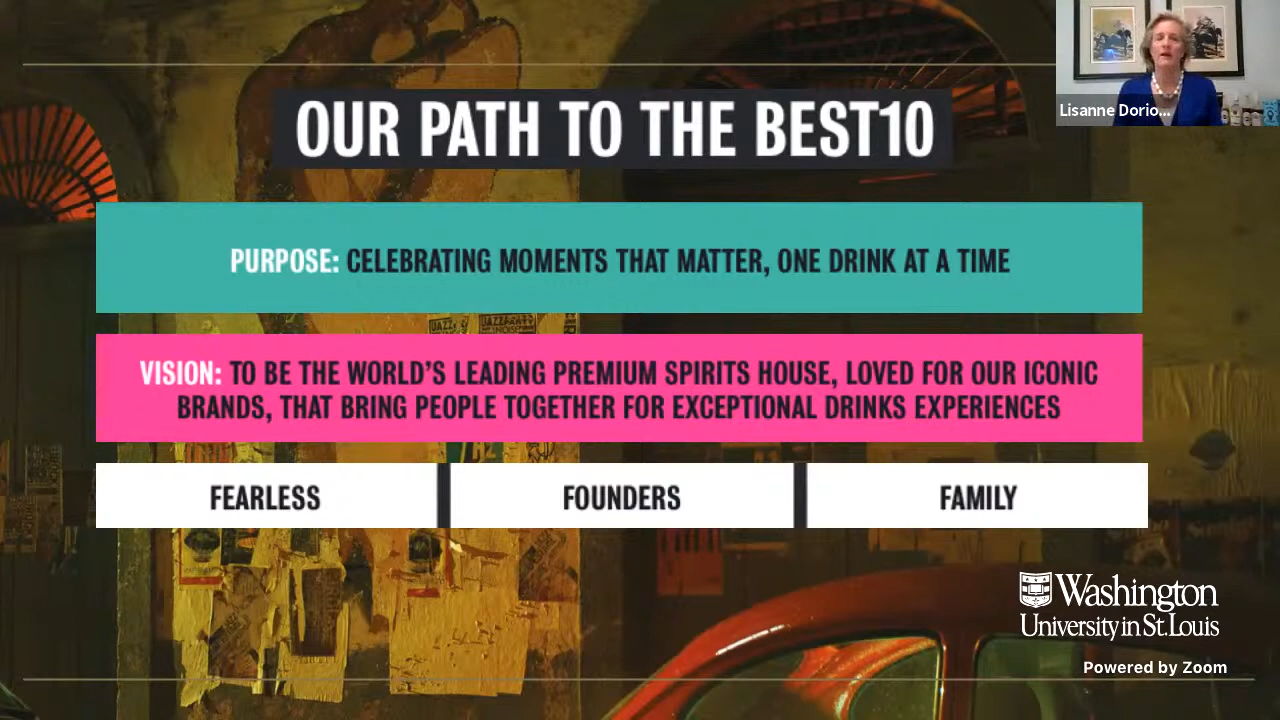 Lisanne Dorio...
OUR PATH TO THE BEST10
PURPOSE: CELEBRATING MOMENTS THAT MATTER, ONE DRINK AT A TIME
VISION: TO BE THE WORLD'S LEADING PREMIUM SPIRITS HOUSE, LOVED FOR OUR ICONIC
BRANDS, THAT BRING PEOPLE TOGETHER FOR EXCEPTIONAL DRINKS EXPERIENCES
FEARLESS
FOUNDERS
FAMILY
Washington
University in St. Louis
Powered by Zoom